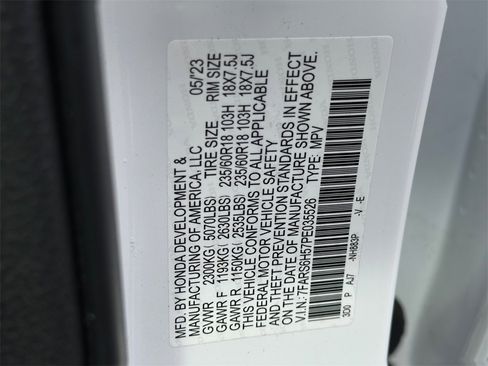 MFD. BY HONDA DEVELOPMENT & 05/23
MANUFACTURING OF AMERICA, LLC
GVWR 2300KG( 5070LBS) TIRE SIZE RIM SIZE
GAWR F 1193KG( 2630LBS) 235/60R18 103H 18X7.5J
GAWR R 1150KG( 2535LBS) 235/60R18 103H 18X7.5J
THIS VEHICLE CONFORMS TO ALL APPLICABLE
FEDERAL MOTOR VEHICLE SAFETY
AND THEFT PREVENTION STANDARDS IN EFFECT
ON THE DATE OF MANUFACTURE SHOWN ABOVE.
V.I.N.: 7FARS6H57PE035526 TYPE: MPV
3D0 P AJ7 -NH883P -V -E